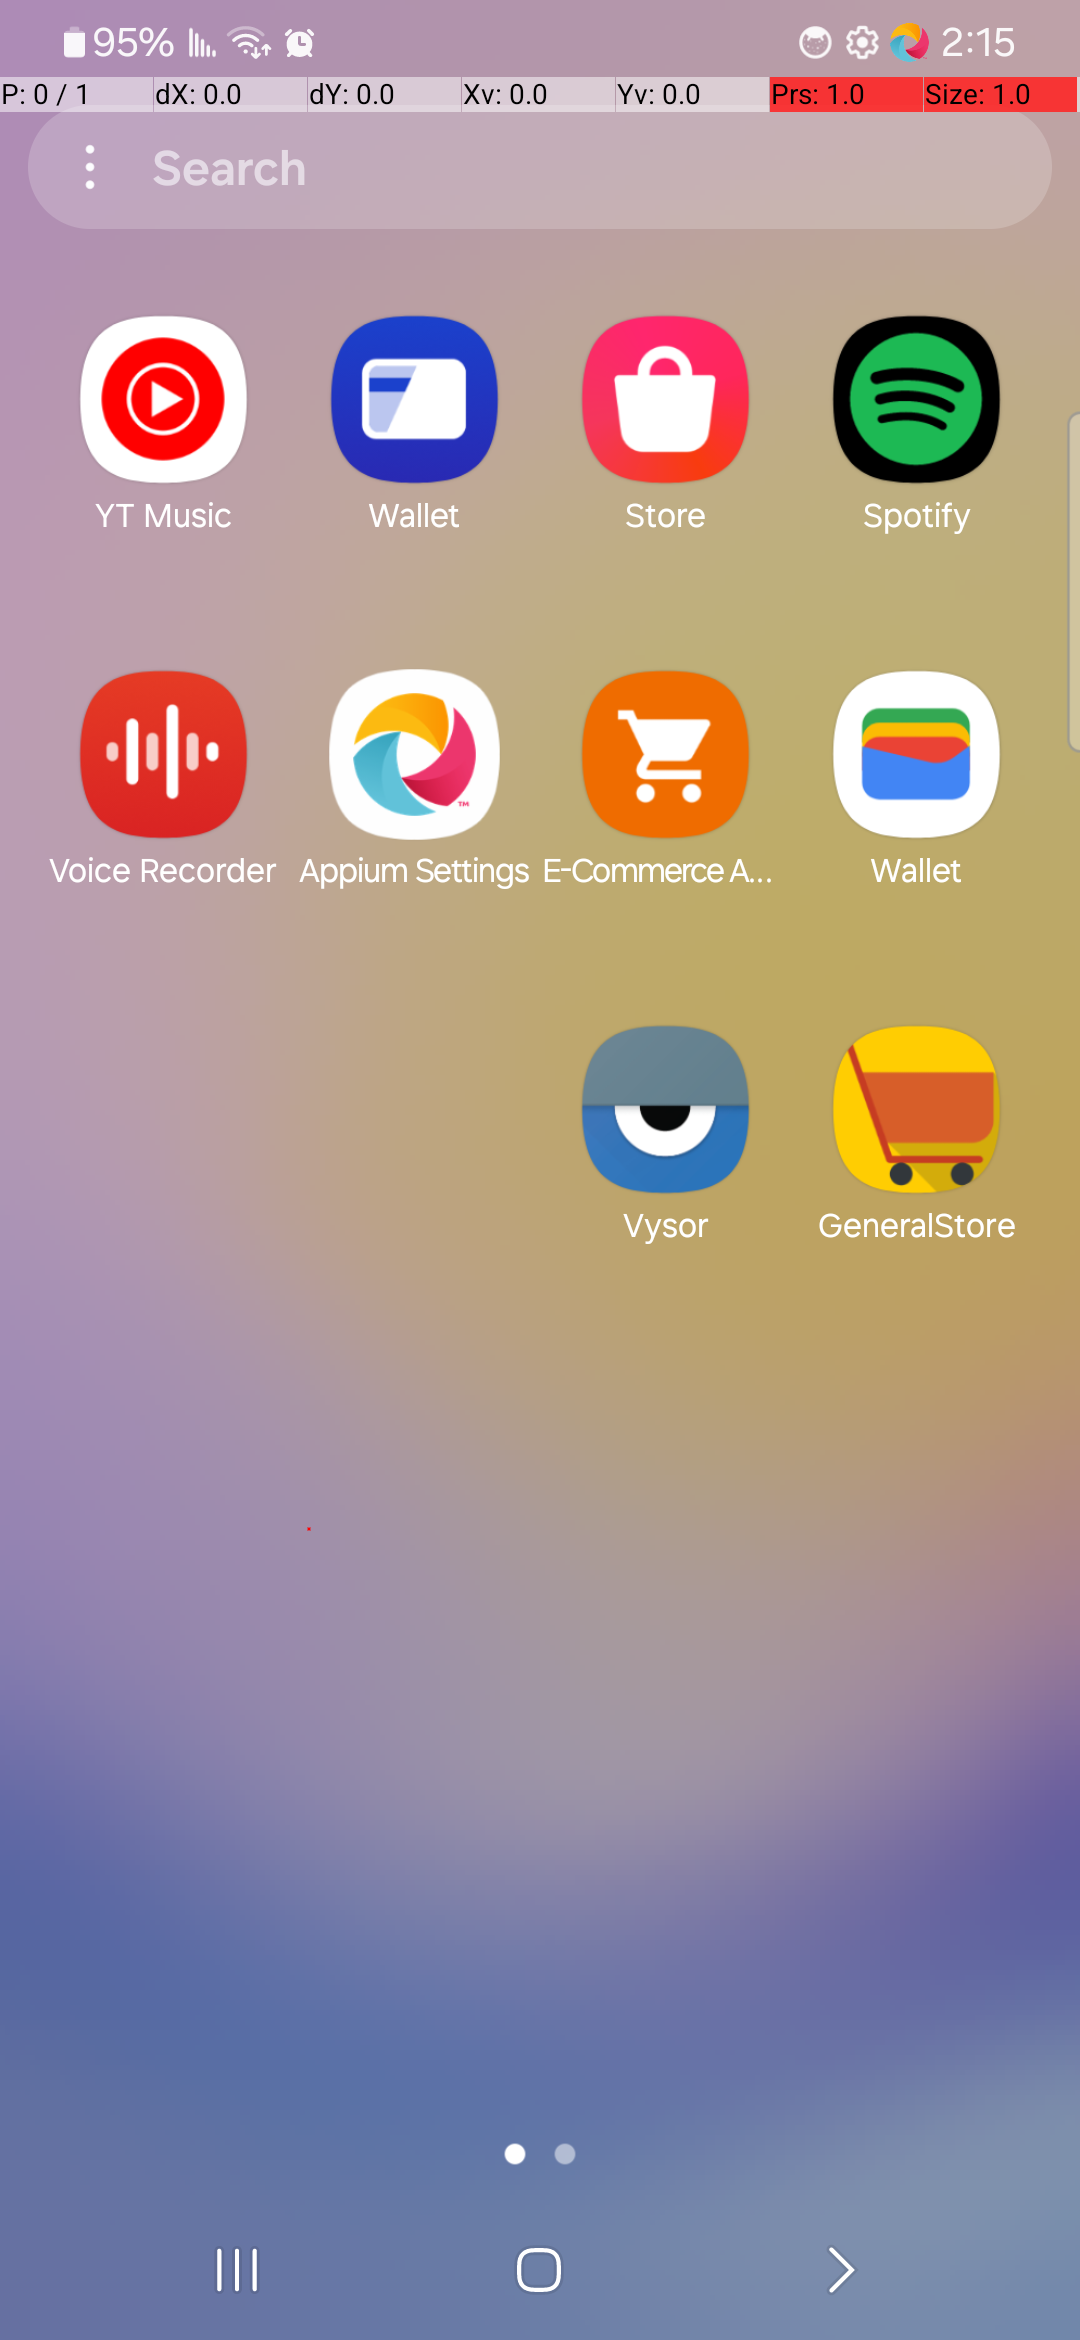 95% 2:15
P: 0 / 1 dX: 0.0 dY: 0.0 Xv: 0.0 Yv: 0.0 Prs: 1.0 Size: 1.0
Search
YT Music Wallet Store Spotify
Voice Recorder Appium Settings E-Commerce A... Wallet
Vysor GeneralStore